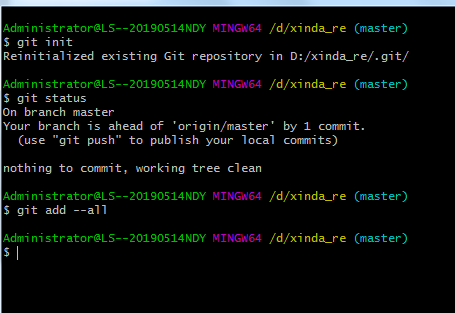 Administrator@LS--20190514NDY MINGW64 /d/xinda_re (master)
$ git init
Reinitialized existing Git repository in D:/xinda_re/.git/
Administrator@LS--20190514NDY MINGW64 /d/xinda_re (master)
$ git status
On branch master
Your branch is ahead of 'origin/master' by 1 commit.
  (use "git push" to publish your local commits)
nothing to commit, working tree clean
Administrator@LS--20190514NDY MINGW64 /d/xinda_re (master)
$ git add --all
Administrator@LS--20190514NDY MINGW64 /d/xinda_re (master)
$